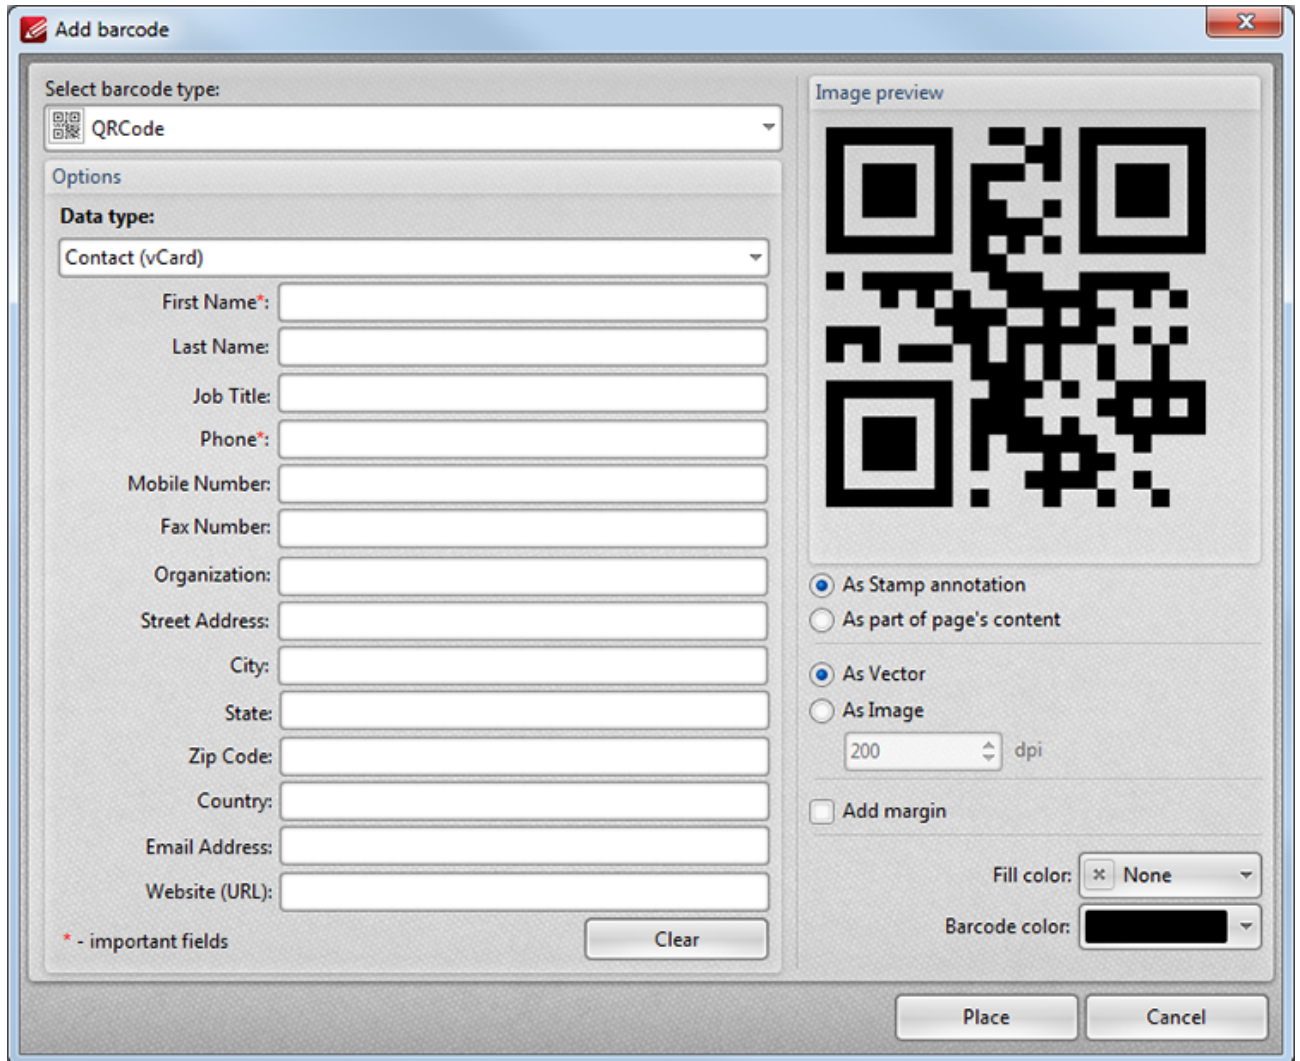 Add barcode
Select barcode type:
QRCode
Options
Data type:
Contact (vCard)
First Name*:
Last Name:
Job Title:
Phone*:
Mobile Number:
Fax Number:
Organization:
Street Address:
City:
State:
Zip Code:
Country:
Email Address:
Website (URL):
* - important fields
Clear
Image preview
As Stamp annotation
As part of page's content
As Vector
As Image
200 dpi
Add margin
Fill color: None
Barcode color:
Place Cancel